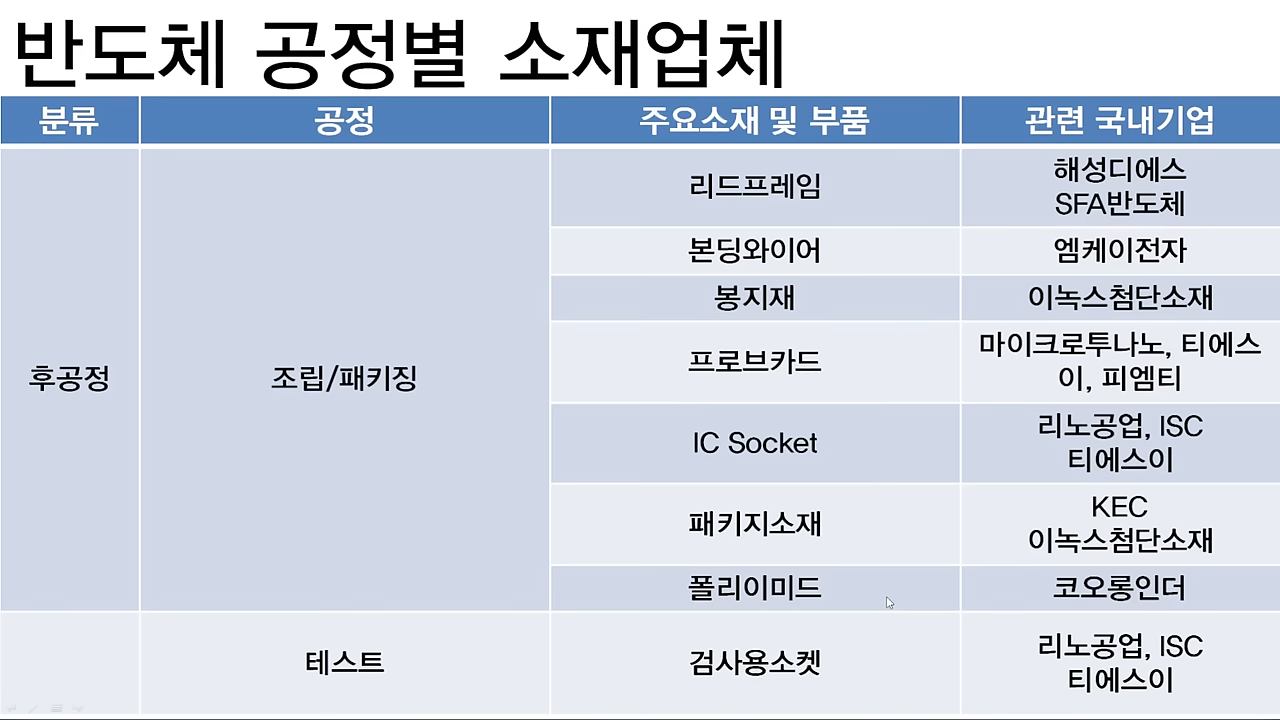 반도체 공정별 소재업체
분류 공정 주요소재 및 부품 관련 국내기업
후공정 조립/패키징 리드프레임 해성디에스
SFA반도체
본딩와이어 엠케이전자
봉지재 이녹스첨단소재
프로브카드 마이크로투나노, 티에스
이, 피엠티
IC Socket 리노공업, ISC
티에스이
패키지소재 KEC
이녹스첨단소재
폴리이미드 코오롱인더
테스트 검사용소켓 리노공업, ISC
티에스이